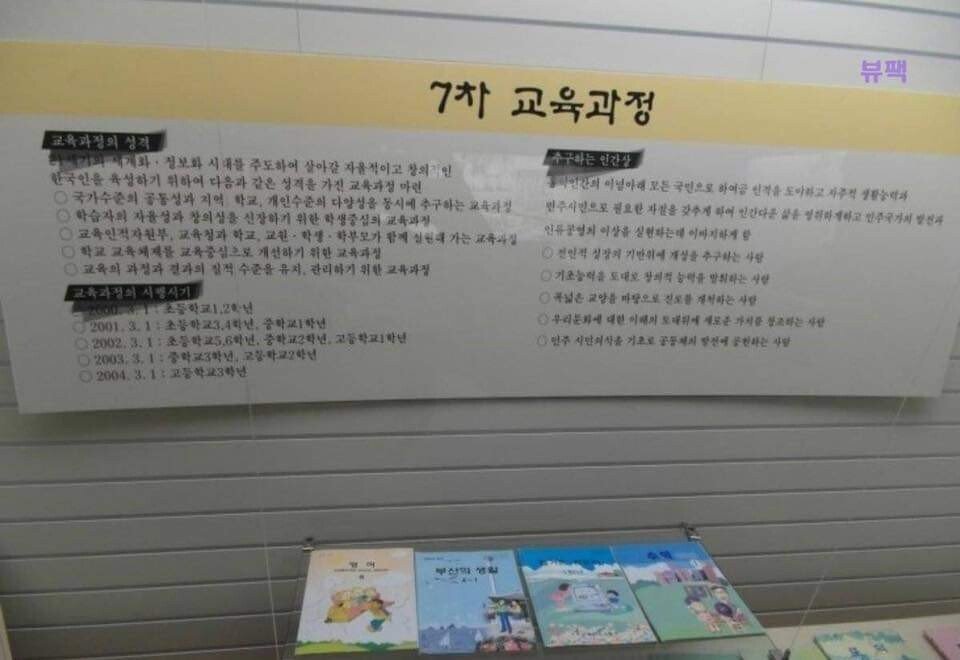 뷰팩
7차 교육과정
교육과정의 성격
21세기의 세계화·정보화 시대를 주도하여 살아갈 자율적이고 창의적인
한국인을 육성하기 위하여 다음과 같은 성격을 가진 교육과정 마련
○ 국가수준의 공통성과 지역, 학교, 개인수준의 다양성을 동시에 추구하는 교육과정
○ 학습자의 자율성과 창의성을 신장하기 위한 학생중심의 교육과정
○ 교육인적자원부, 교육청과 학교, 교원·학생·학부모가 함께 실현해 가는 교육과정
○ 학교 교육체제를 교육중심으로 개선하기 위한 교육과정
○ 교육의 과정과 결과의 질적 수준을 유지, 관리하기 위한 교육과정
교육과정의 시행시기
○ 2000. 3. 1 : 초등학교1,2학년
○ 2001. 3. 1 : 초등학교3,4학년, 중학교1학년
○ 2002. 3. 1 : 초등학교5,6학년, 중학교2학년, 고등학교1학년
○ 2003. 3. 1 : 중학교3학년, 고등학교2학년
○ 2004. 3. 1 : 고등학교3학년
추구하는 인간상
홍익인간의 이념아래 모든 국민으로 하여금 인격을 도야하고 자주적 생활능력과
민주시민으로 필요한 자질을 갖추게 하여 인간다운 삶을 영위하게하고 민주국가의 발전과
인류공영의 이상을 실현하는데 이바지하게 함
○ 전인적 성장의 기반위에 개성을 추구하는 사람
○ 기초능력을 토대로 창의적 능력을 발휘하는 사람
○ 폭넓은 교양을 바탕으로 진로를 개척하는 사람
○ 우리문화에 대한 이해의 토대위에 새로운 가치를 창조하는 사람
○ 민주 시민의식을 기초로 공동체의 발전에 공헌하는 사람
영어
6
부산의 생활
수학